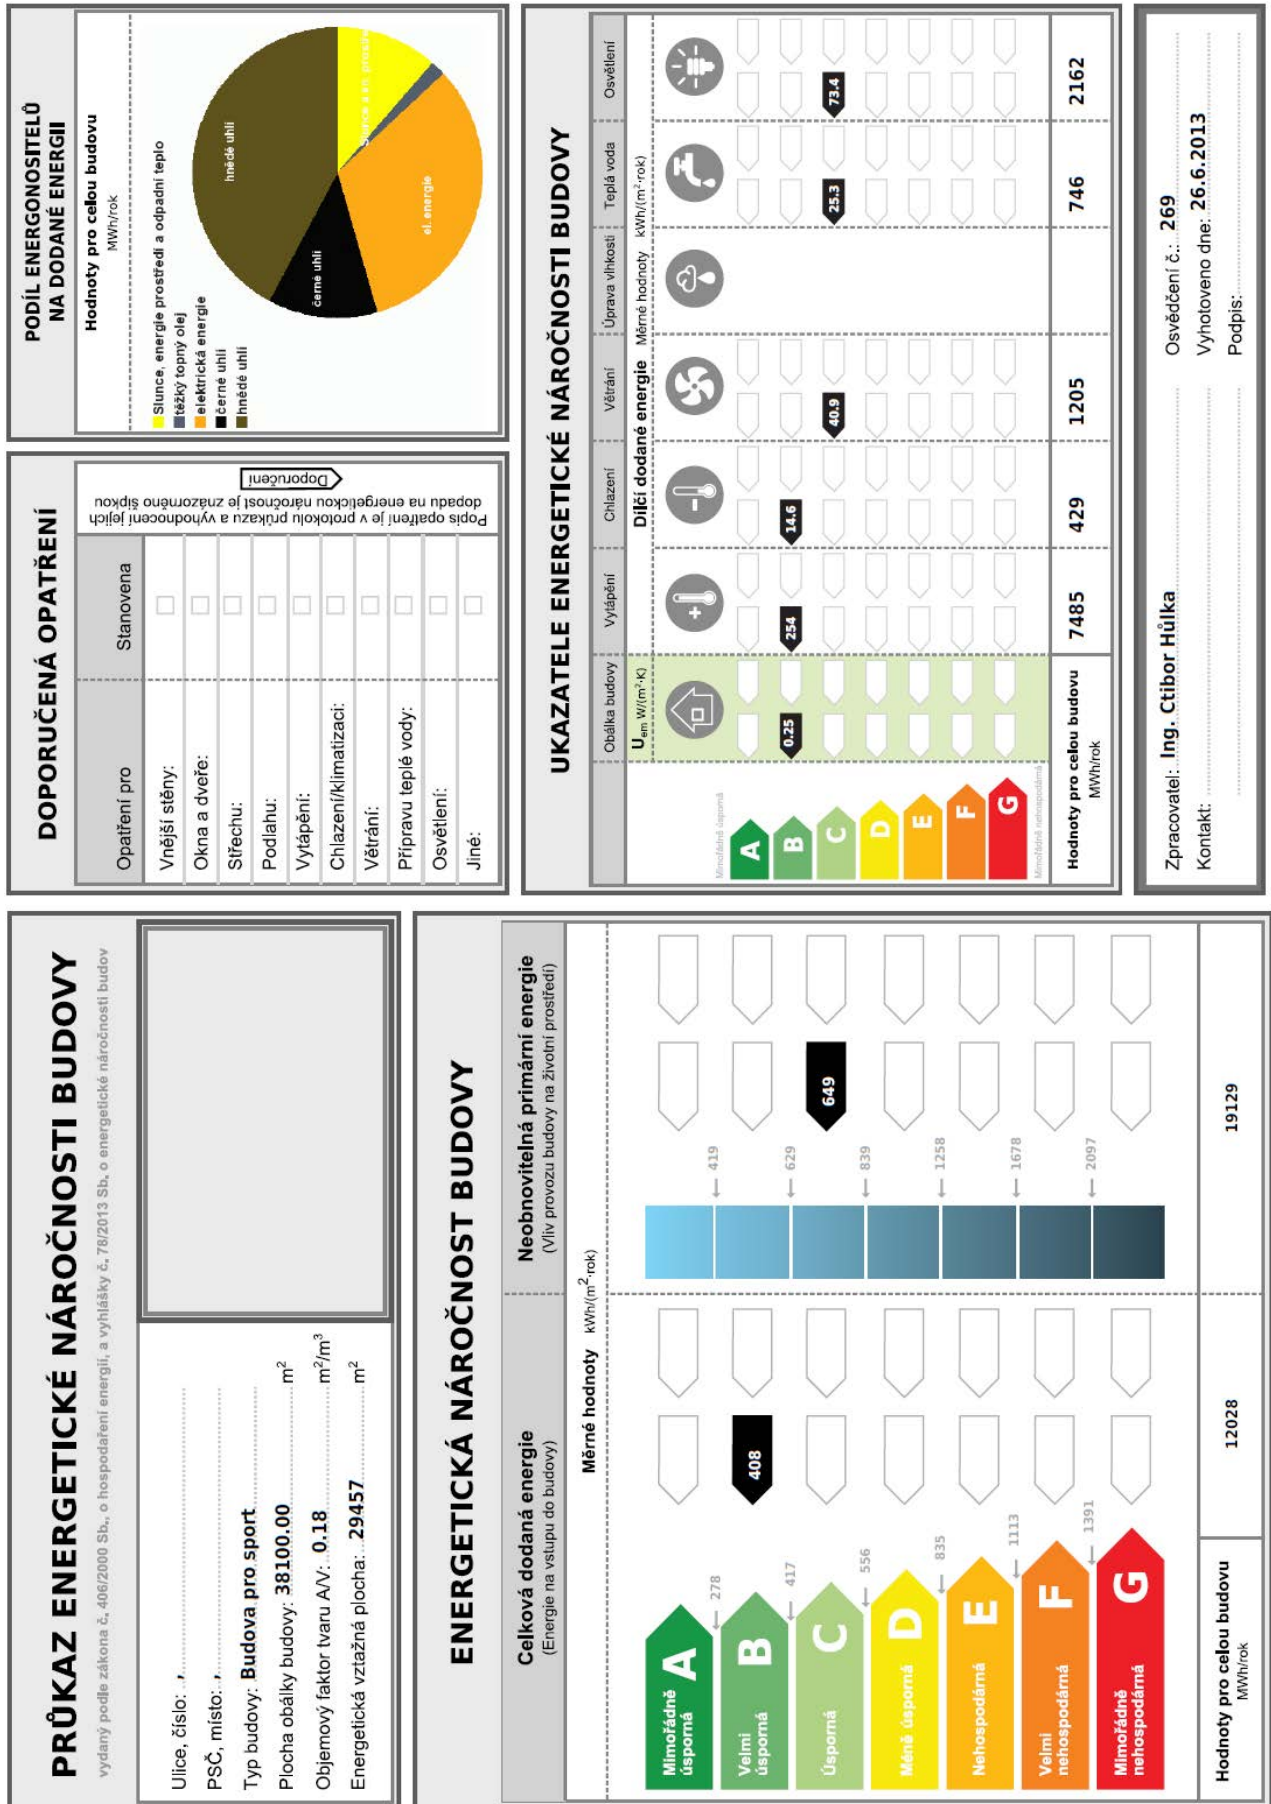 PRŮKAZ ENERGETICKÉ NÁROČNOSTI BUDOVY
vydaný podle zákona č. 406/2000 Sb., o hospodaření energií, a vyhlášky č. 78/2013 Sb. o energetické náročnosti budov
Ulice, číslo: ,
PSČ, místo: ,
Typ budovy: Budova pro sport
Plocha obálky budovy: 38100.00 m²
Objemový faktor tvaru A/V: 0.18 m²/m³
Energetická vztažná plocha: 29457 m²
ENERGETICKÁ NÁROČNOST BUDOVY
Celková dodaná energie
(Energie na vstupu do budovy)
Neobnovitelná primární energie
(Vliv provozu budovy na životní prostředí)
Měrné hodnoty kWh/(m²·rok)
Mimořádně úsporná A
278
419
Velmi úsporná B
408
417
629
Úsporná C
649
556
839
Méně úsporná D
835
1258
Nehospodárná E
1113
1678
Velmi nehospodárná F
1391
2097
Mimořádně nehospodárná G
Hodnoty pro celou budovu
MWh/rok
12028
19129
DOPORUČENÁ OPATŘENÍ
Opatření pro
Stanovena
Vnější stěny:
Okna a dveře:
Střechu:
Podlahu:
Vytápění:
Chlazení/klimatizaci:
Větrání:
Přípravu teplé vody:
Osvětlení:
Jiné:
Popis opatření je v protokolu průkazu a vyhodnocení jejich
dopadu na energetickou náročnost je znázorněno šipkou
Doporučení
PODÍL ENERGONOSITELŮ
NA DODANÉ ENERGII
Hodnoty pro celou budovu
MWh/rok
Slunce, energie prostředí a odpadní teplo
těžký topný olej
elektrická energie
černé uhlí
hnědé uhlí
hnědé uhlí
černé uhlí
el. energie
Slunce a en. prostře
UKAZATELE ENERGETICKÉ NÁROČNOSTI BUDOVY
Obálka budovy
Vytápění
Chlazení
Větrání
Úprava vlhkosti
Teplá voda
Osvětlení
Uem W/(m²·K)
Dílčí dodané energie Měrné hodnoty kWh/(m²·rok)
Mimořádně úsporná
A
B
0.25
254
14.6
C
40.9
25.3
73.4
D
E
F
G
Mimořádně nehospodárná
Hodnoty pro celou budovu
MWh/rok
7485
429
1205
746
2162
Zpracovatel: Ing. Ctibor Hůlka
Kontakt:
Osvědčení č.: 269
Vyhotoveno dne: 26.6.2013
Podpis: